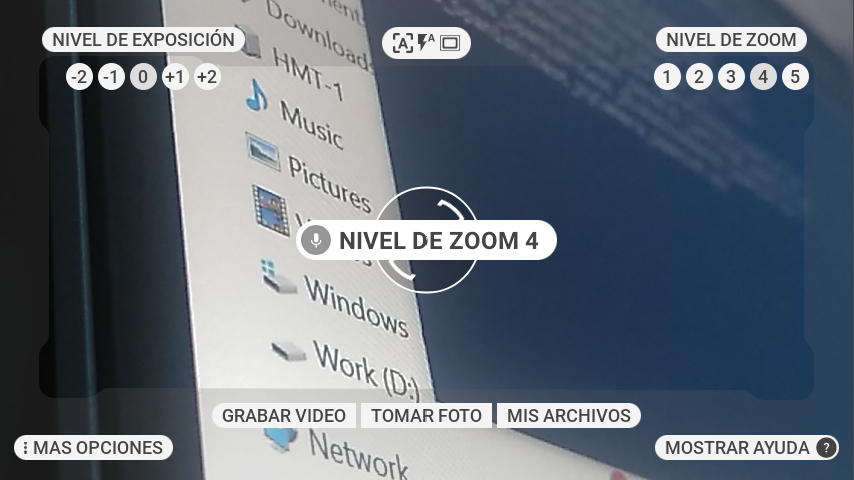 NIVEL DE EXPOSICIÓN
-2 -1 0 +1 +2
A
A
NIVEL DE ZOOM
1 2 3 4 5
Downloads
HMT-1
Music
Pictures
NIVEL DE ZOOM 4
Windows
Work (D:)
GRABAR VIDEO
TOMAR FOTO
MIS ARCHIVOS
MAS OPCIONES
Network
MOSTRAR AYUDA ?